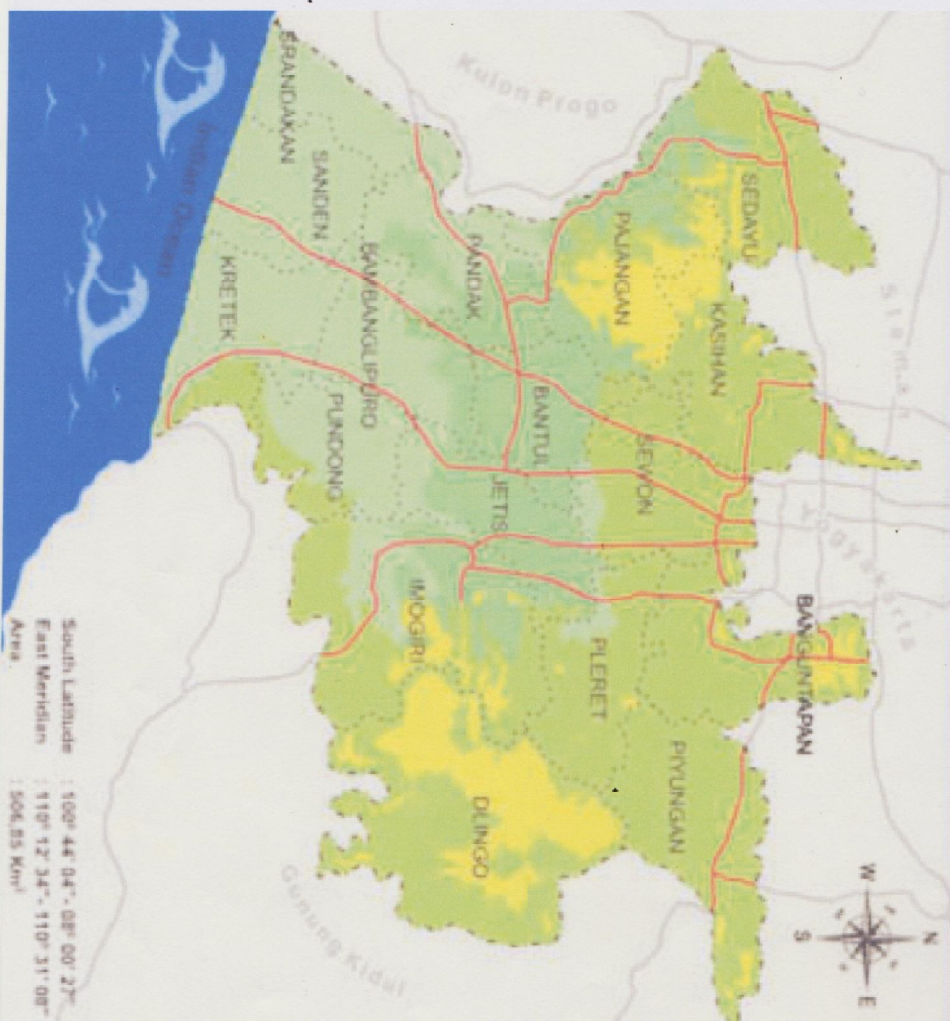 Kulon Progo
SRANDAKAN
SANDEN
Indian Ocean
KRETEK
BAMBANGLIPURO
PANDAK
PAJANGAN
SEDAYU
KASIHAN
Sleman
PUNDONG
BANTUL
SEWON
JETIS
Yogyakarta
IMOGIRI
PLERET
BANGUNTAPAN
PIYUNGAN
DLINGO
Gunung Kidul
N
W
E
S
South Latitude : 100° 44' 04" - 08° 00' 27"
East Meridian : 110° 12' 34" - 110° 31' 08"
Area : 506.85 Km²